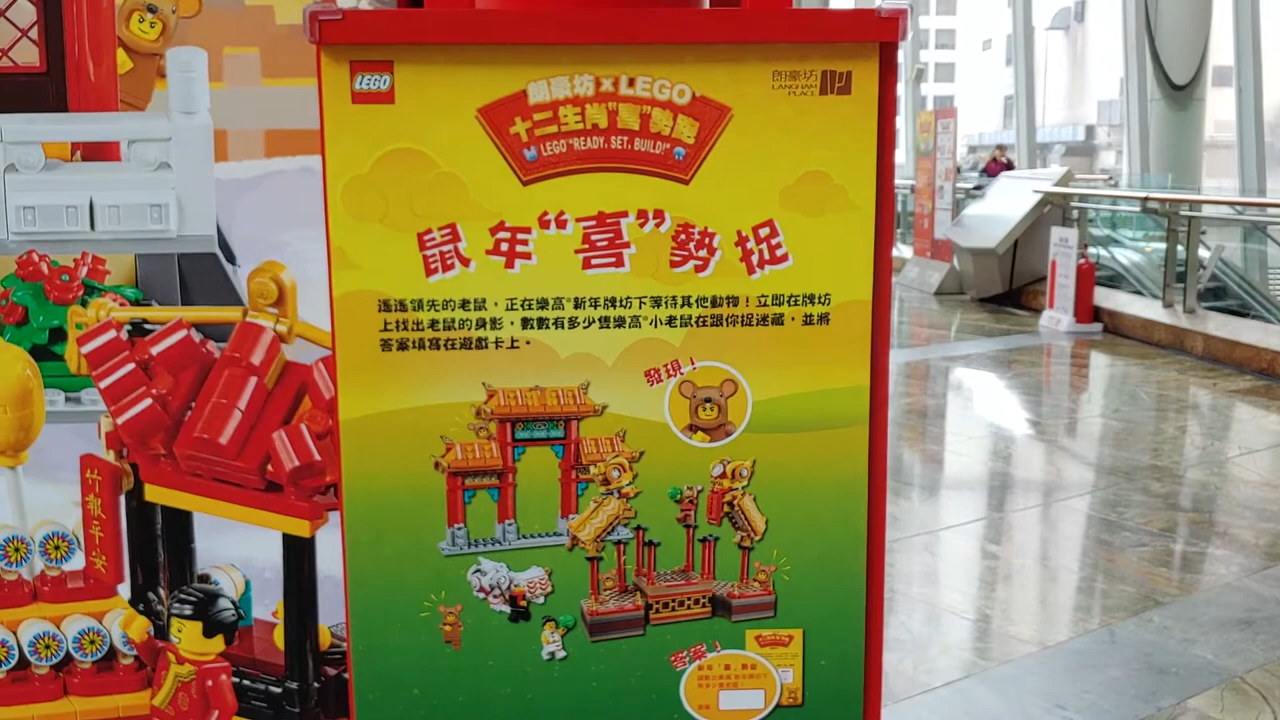 LEGO
朗豪坊
LANGHAM
PLACE
朗豪坊 x LEGO
十二生肖"喜"勢跑
LEGO® "READY, SET, BUILD!"
鼠年“喜”勢捉
遙遙領先的老鼠，正在樂高®新年牌坊下等待其他動物！立即在牌坊
上找出老鼠的身影，數數有多少隻樂高®小老鼠在跟你捉迷藏，並將
答案填寫在遊戲卡上。
發現！
答案！
竹報平安